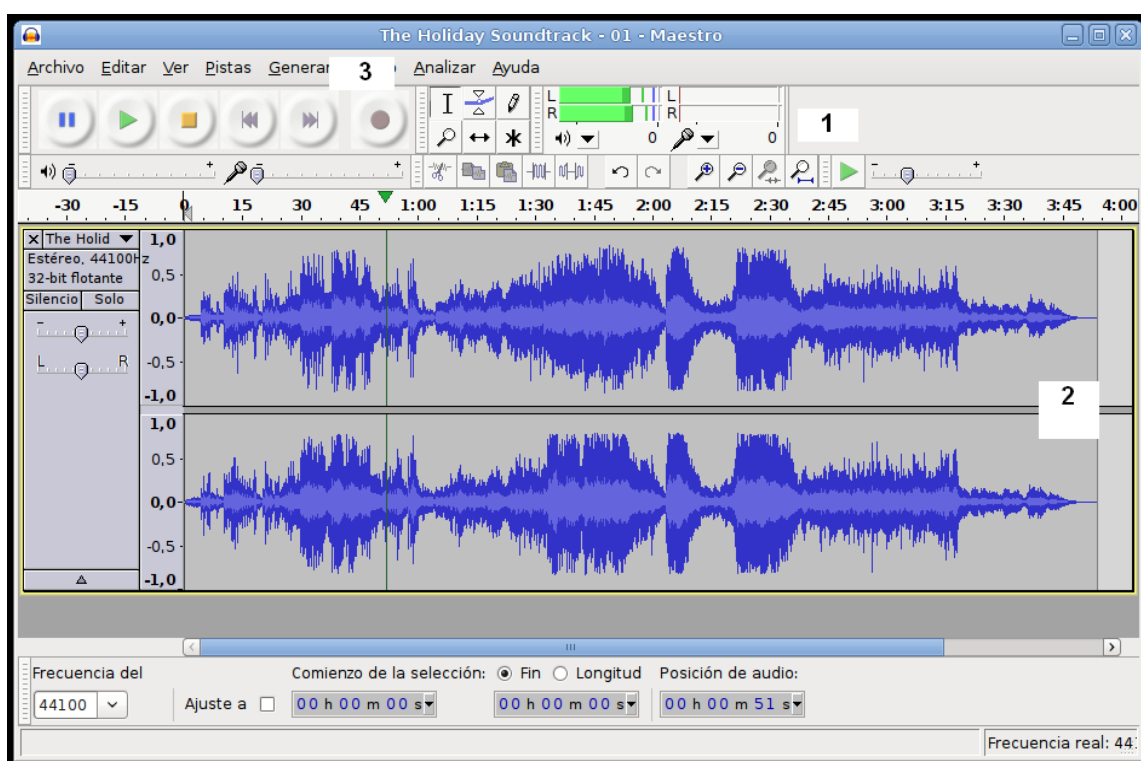 The Holiday Soundtrack - 01 - Maestro
Archivo Editar Ver Pistas Generar 3 Analizar Ayuda
L L
R R
0 0
1
-30 -15 0 15 30 45 1:00 1:15 1:30 1:45 2:00 2:15 2:30 2:45 3:00 3:15 3:30 3:45 4:00
X The Holid 1,0
Estéreo, 44100Hz
32-bit flotante 0,5
Silencio Solo
- + 0,0
L R -0,5
-1,0
2
1,0
0,5
0,0
-0,5
-1,0
Frecuencia del Comienzo de la selección: Fin Longitud Posición de audio:
44100 Ajuste a 00 h 00 m 00 s 00 h 00 m 00 s 00 h 00 m 51 s
Frecuencia real: 44